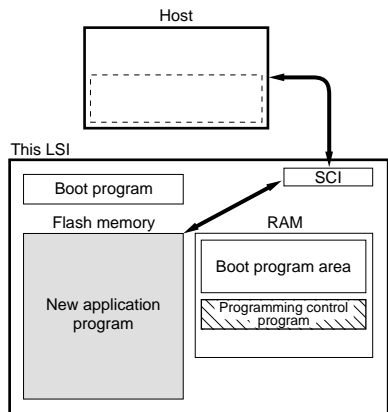 Host
This LSI
SCI
Boot program
Flash memory
RAM
Boot program area
New application
program
Programming control
program